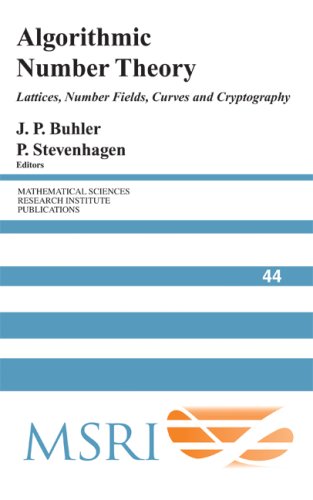 Algorithmic
Number Theory
Lattices, Number Fields, Curves and Cryptography
J. P. Buhler
P. Stevenhagen
Editors
MATHEMATICAL SCIENCES
RESEARCH INSTITUTE
PUBLICATIONS
44
MSRI